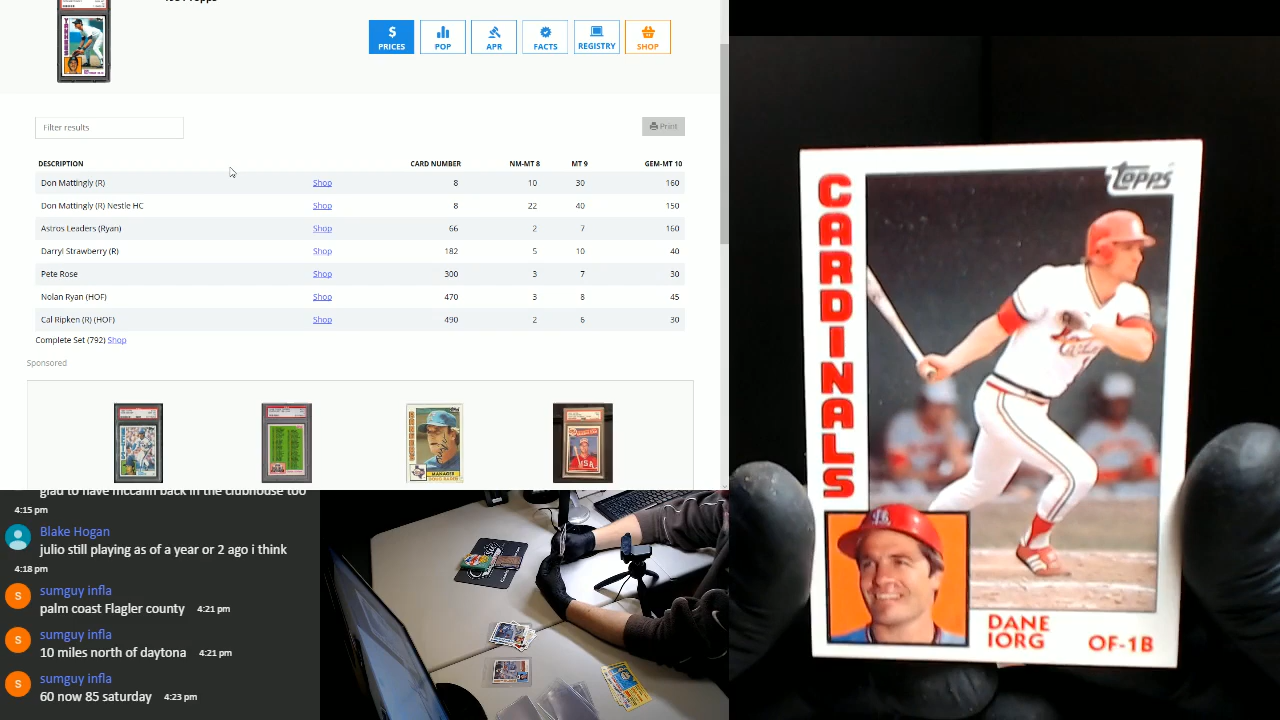 $ PRICES
POP
APR
FACTS
REGISTRY
SHOP
Filter results
Print
DESCRIPTION CARD NUMBER NM-MT 8 MT 9 GEM-MT 10
Don Mattingly (R) Shop 8 10 30 160
Don Mattingly (R) Nestle HC Shop 8 22 40 150
Astros Leaders (Ryan) Shop 66 2 7 160
Darryl Strawberry (R) Shop 182 5 10 40
Pete Rose Shop 300 3 7 30
Nolan Ryan (HOF) Shop 470 3 8 45
Cal Ripken (R) (HOF) Shop 490 2 6 30
Complete Set (792) Shop
Sponsored
glad to have mccann back in the clubhouse too
4:15 pm
Blake Hogan
julio still playing as of a year or 2 ago i think
4:18 pm
S sumguy infla
palm coast Flagler county 4:21 pm
S sumguy infla
10 miles north of daytona 4:21 pm
S sumguy infla
60 now 85 saturday 4:23 pm
Topps
CARDINALS
DANE
IORG
OF-1B